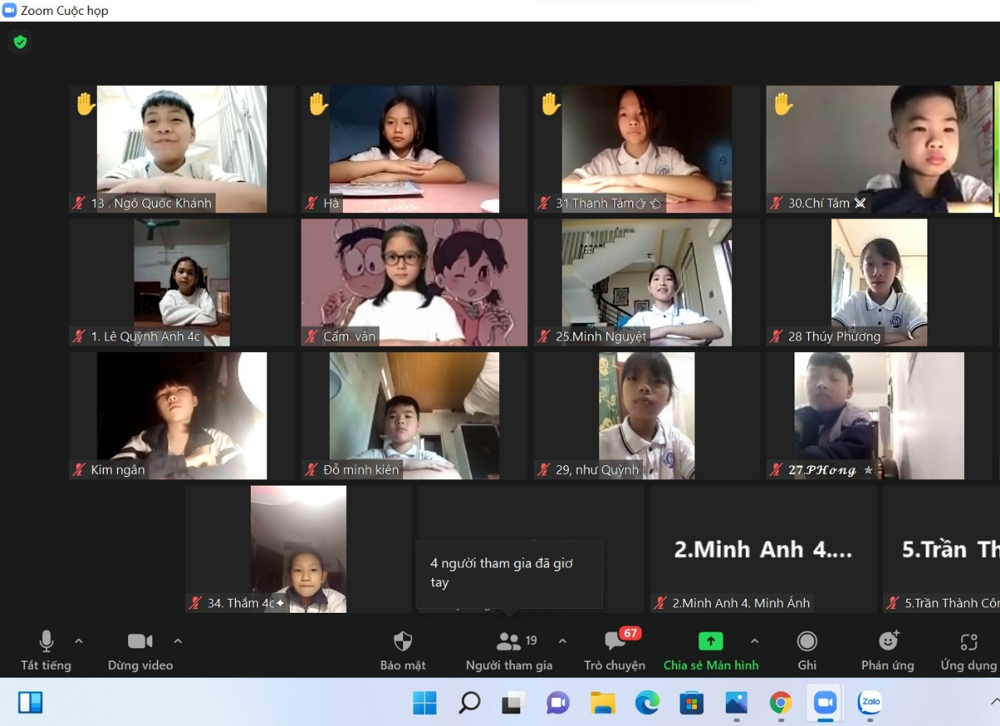 Zoom Cuộc họp
13 . Ngô Quốc Khánh
Hà
31.Thanh Tâm
30.Chí Tâm
1. Lê Quỳnh Anh 4c
Cẩm. vân
25.Minh Nguyệt
28 Thúy Phương
Kim ngân
Đỗ minh kiên
29, như Quỳnh
27.𝓟𝓗𝓸𝓷𝓰 ✯
34. Thắm 4c✦
4 người tham gia đã giơ
tay
2.Minh Anh 4....
2.Minh Anh 4. Minh Ánh
5.Trần Th
5.Trần Thành Côn
Tắt tiếng
Dừng video
Bảo mật
19
Người tham gia
67
Trò chuyện
Chia sẻ Màn hình
Ghi
Phản ứng
Ứng dụng
Zalo